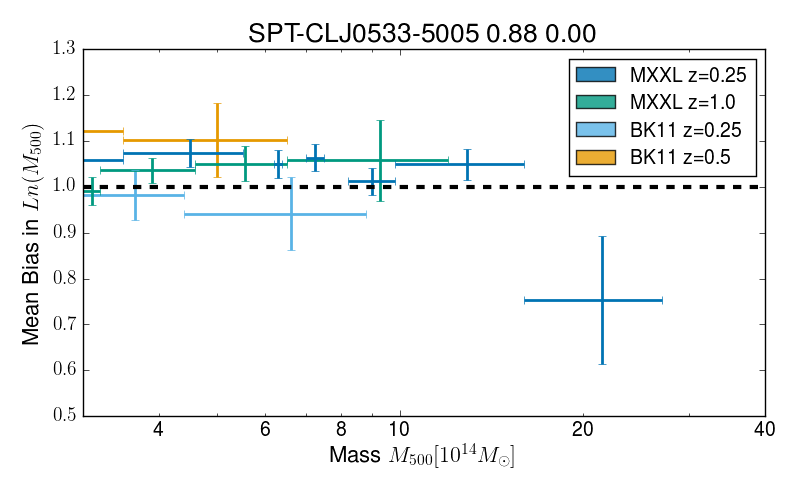 SPT-CLJ0533-5005 0.88 0.00
1.3
1.2
1.1
1.0
0.9
0.8
0.7
0.6
0.5
Mean Bias in Ln(M₅₀₀)
MXXL z=0.25
MXXL z=1.0
BK11 z=0.25
BK11 z=0.5
4 6 8 10 20 40
Mass M₅₀₀[10¹⁴M⊙]